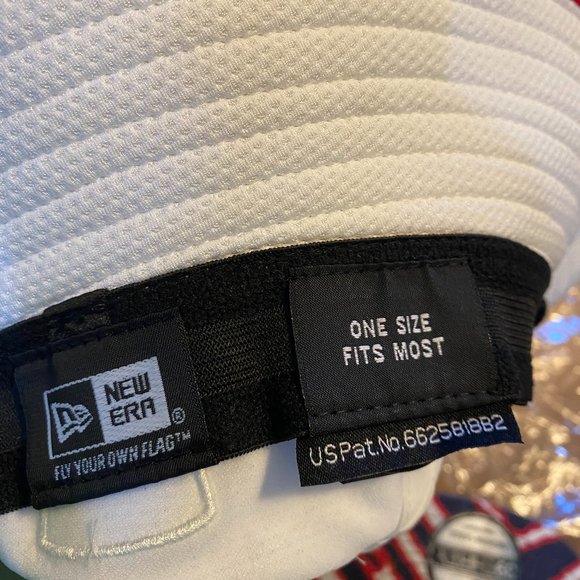 NEW
ERA®
FLY YOUR OWN FLAG™
ONE SIZE
FITS MOST
USPat.No.6625818B2